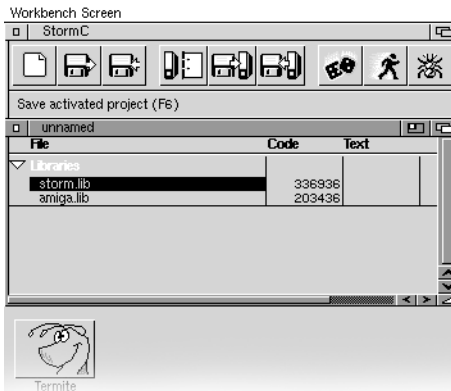 Workbench Screen
StormC
Save activated project (F6)
unnamed
File Code Text
Libraries
storm.lib 336936
amiga.lib 203436
Termite